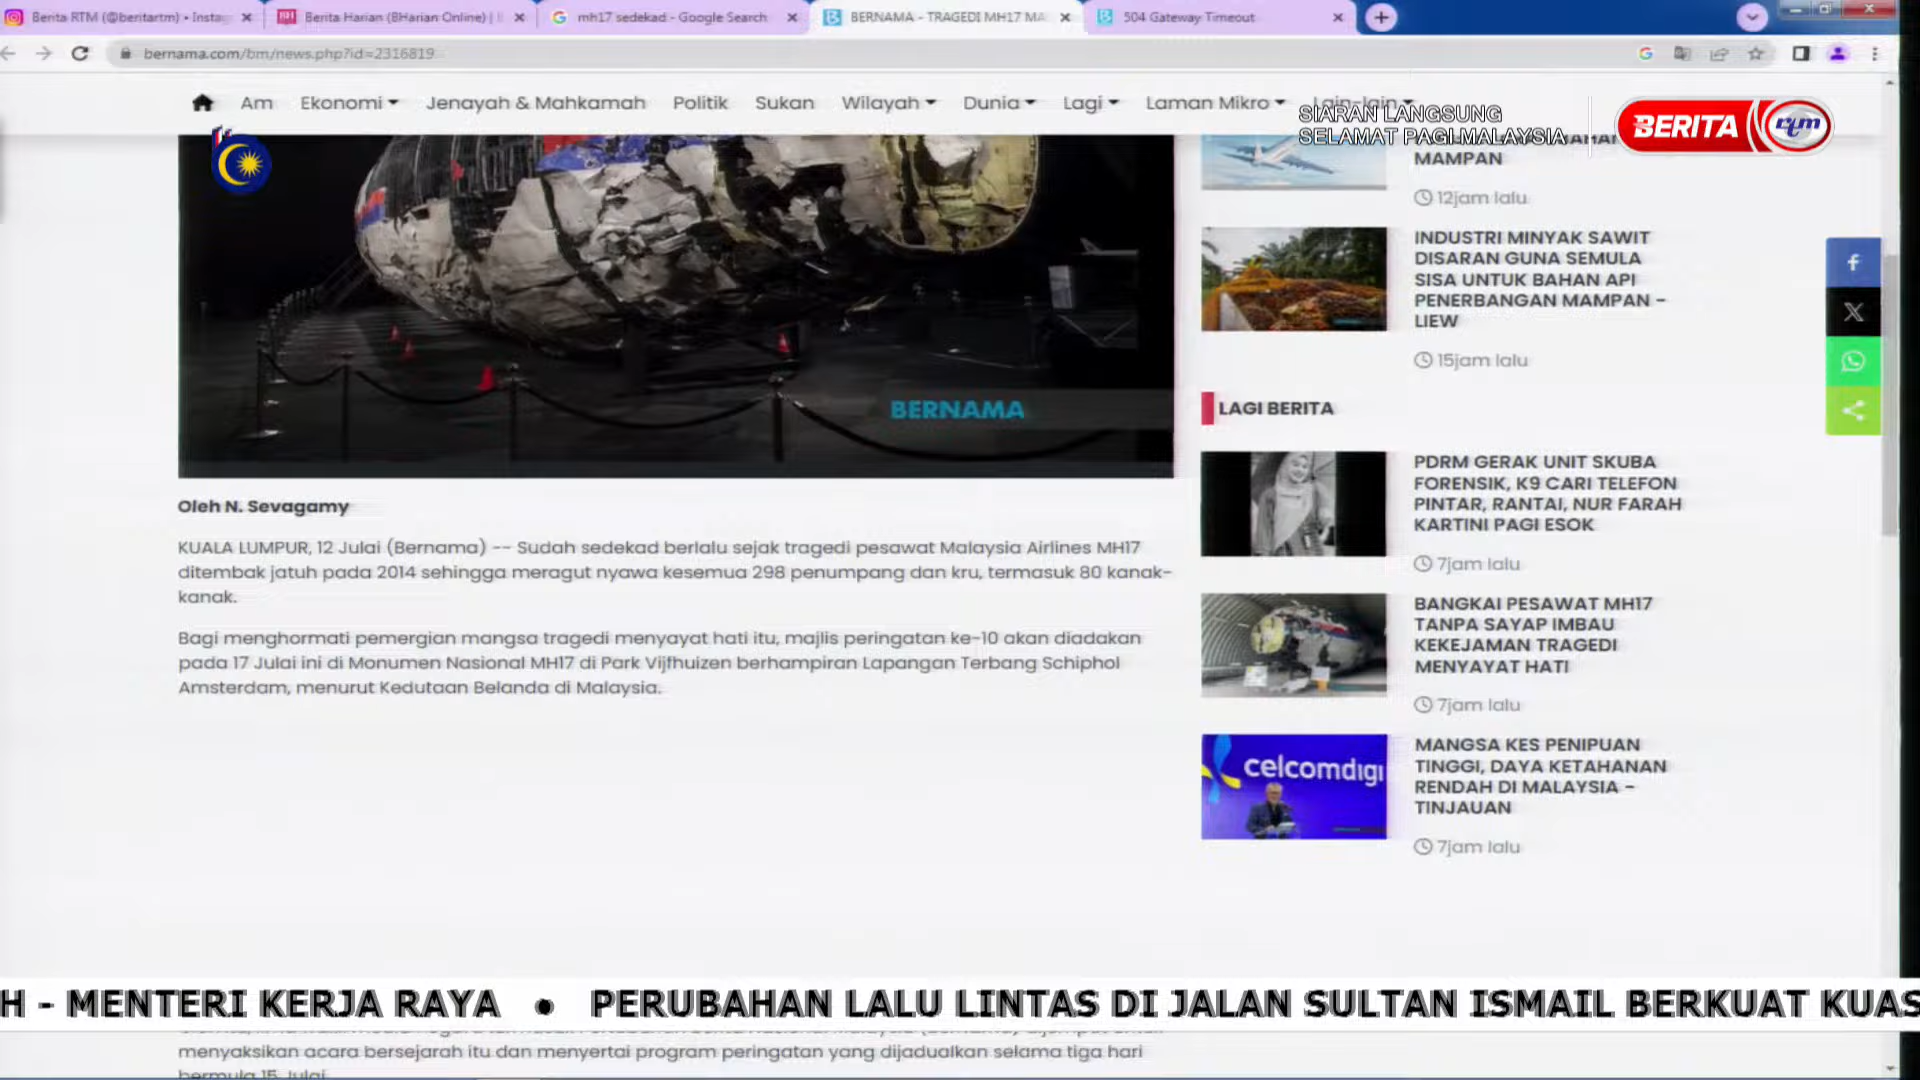 Berita RTM (@beritartm) • Insta
Berita Harian (BHarian Online) |
mh17 sedekad - Google Search
BERNAMA - TRAGEDI MH17 MA
504 Gateway Timeout
bernama.com/bm/news.php?id=2316819
Am
Ekonomi
Jenayah & Mahkamah
Politik
Sukan
Wilayah
Dunia
Lagi
Laman Mikro
Lain-lain
SIARAN LANGSUNG
SELAMAT PAGI MALAYSIA
BERITA rtm
MAMPAN
12jam lalu
INDUSTRI MINYAK SAWIT
DISARAN GUNA SEMULA
SISA UNTUK BAHAN API
PENERBANGAN MAMPAN -
LIEW
15jam lalu
BERNAMA
LAGI BERITA
PDRM GERAK UNIT SKUBA
FORENSIK, K9 CARI TELEFON
PINTAR, RANTAI, NUR FARAH
KARTINI PAGI ESOK
7jam lalu
Oleh N. Sevagamy
KUALA LUMPUR, 12 Julai (Bernama) -- Sudah sedekad berlalu sejak tragedi pesawat Malaysia Airlines MH17
ditembak jatuh pada 2014 sehingga meragut nyawa kesemua 298 penumpang dan kru, termasuk 80 kanak-
kanak.
Bagi menghormati pemergian mangsa tragedi menyayat hati itu, majlis peringatan ke-10 akan diadakan
pada 17 Julai ini di Monumen Nasional MH17 di Park Vijfhuizen berhampiran Lapangan Terbang Schiphol
Amsterdam, menurut Kedutaan Belanda di Malaysia.
BANGKAI PESAWAT MH17
TANPA SAYAP IMBAU
KEKEJAMAN TRAGEDI
MENYAYAT HATI
7jam lalu
celcomdigi
MANGSA KES PENIPUAN
TINGGI, DAYA KETAHANAN
RENDAH DI MALAYSIA -
TINJAUAN
7jam lalu
H - MENTERI KERJA RAYA • PERUBAHAN LALU LINTAS DI JALAN SULTAN ISMAIL BERKUAT KUAS
menyaksikan acara bersejarah itu dan menyertai program peringatan yang dijadualkan selama tiga hari
bermula 15 Julai